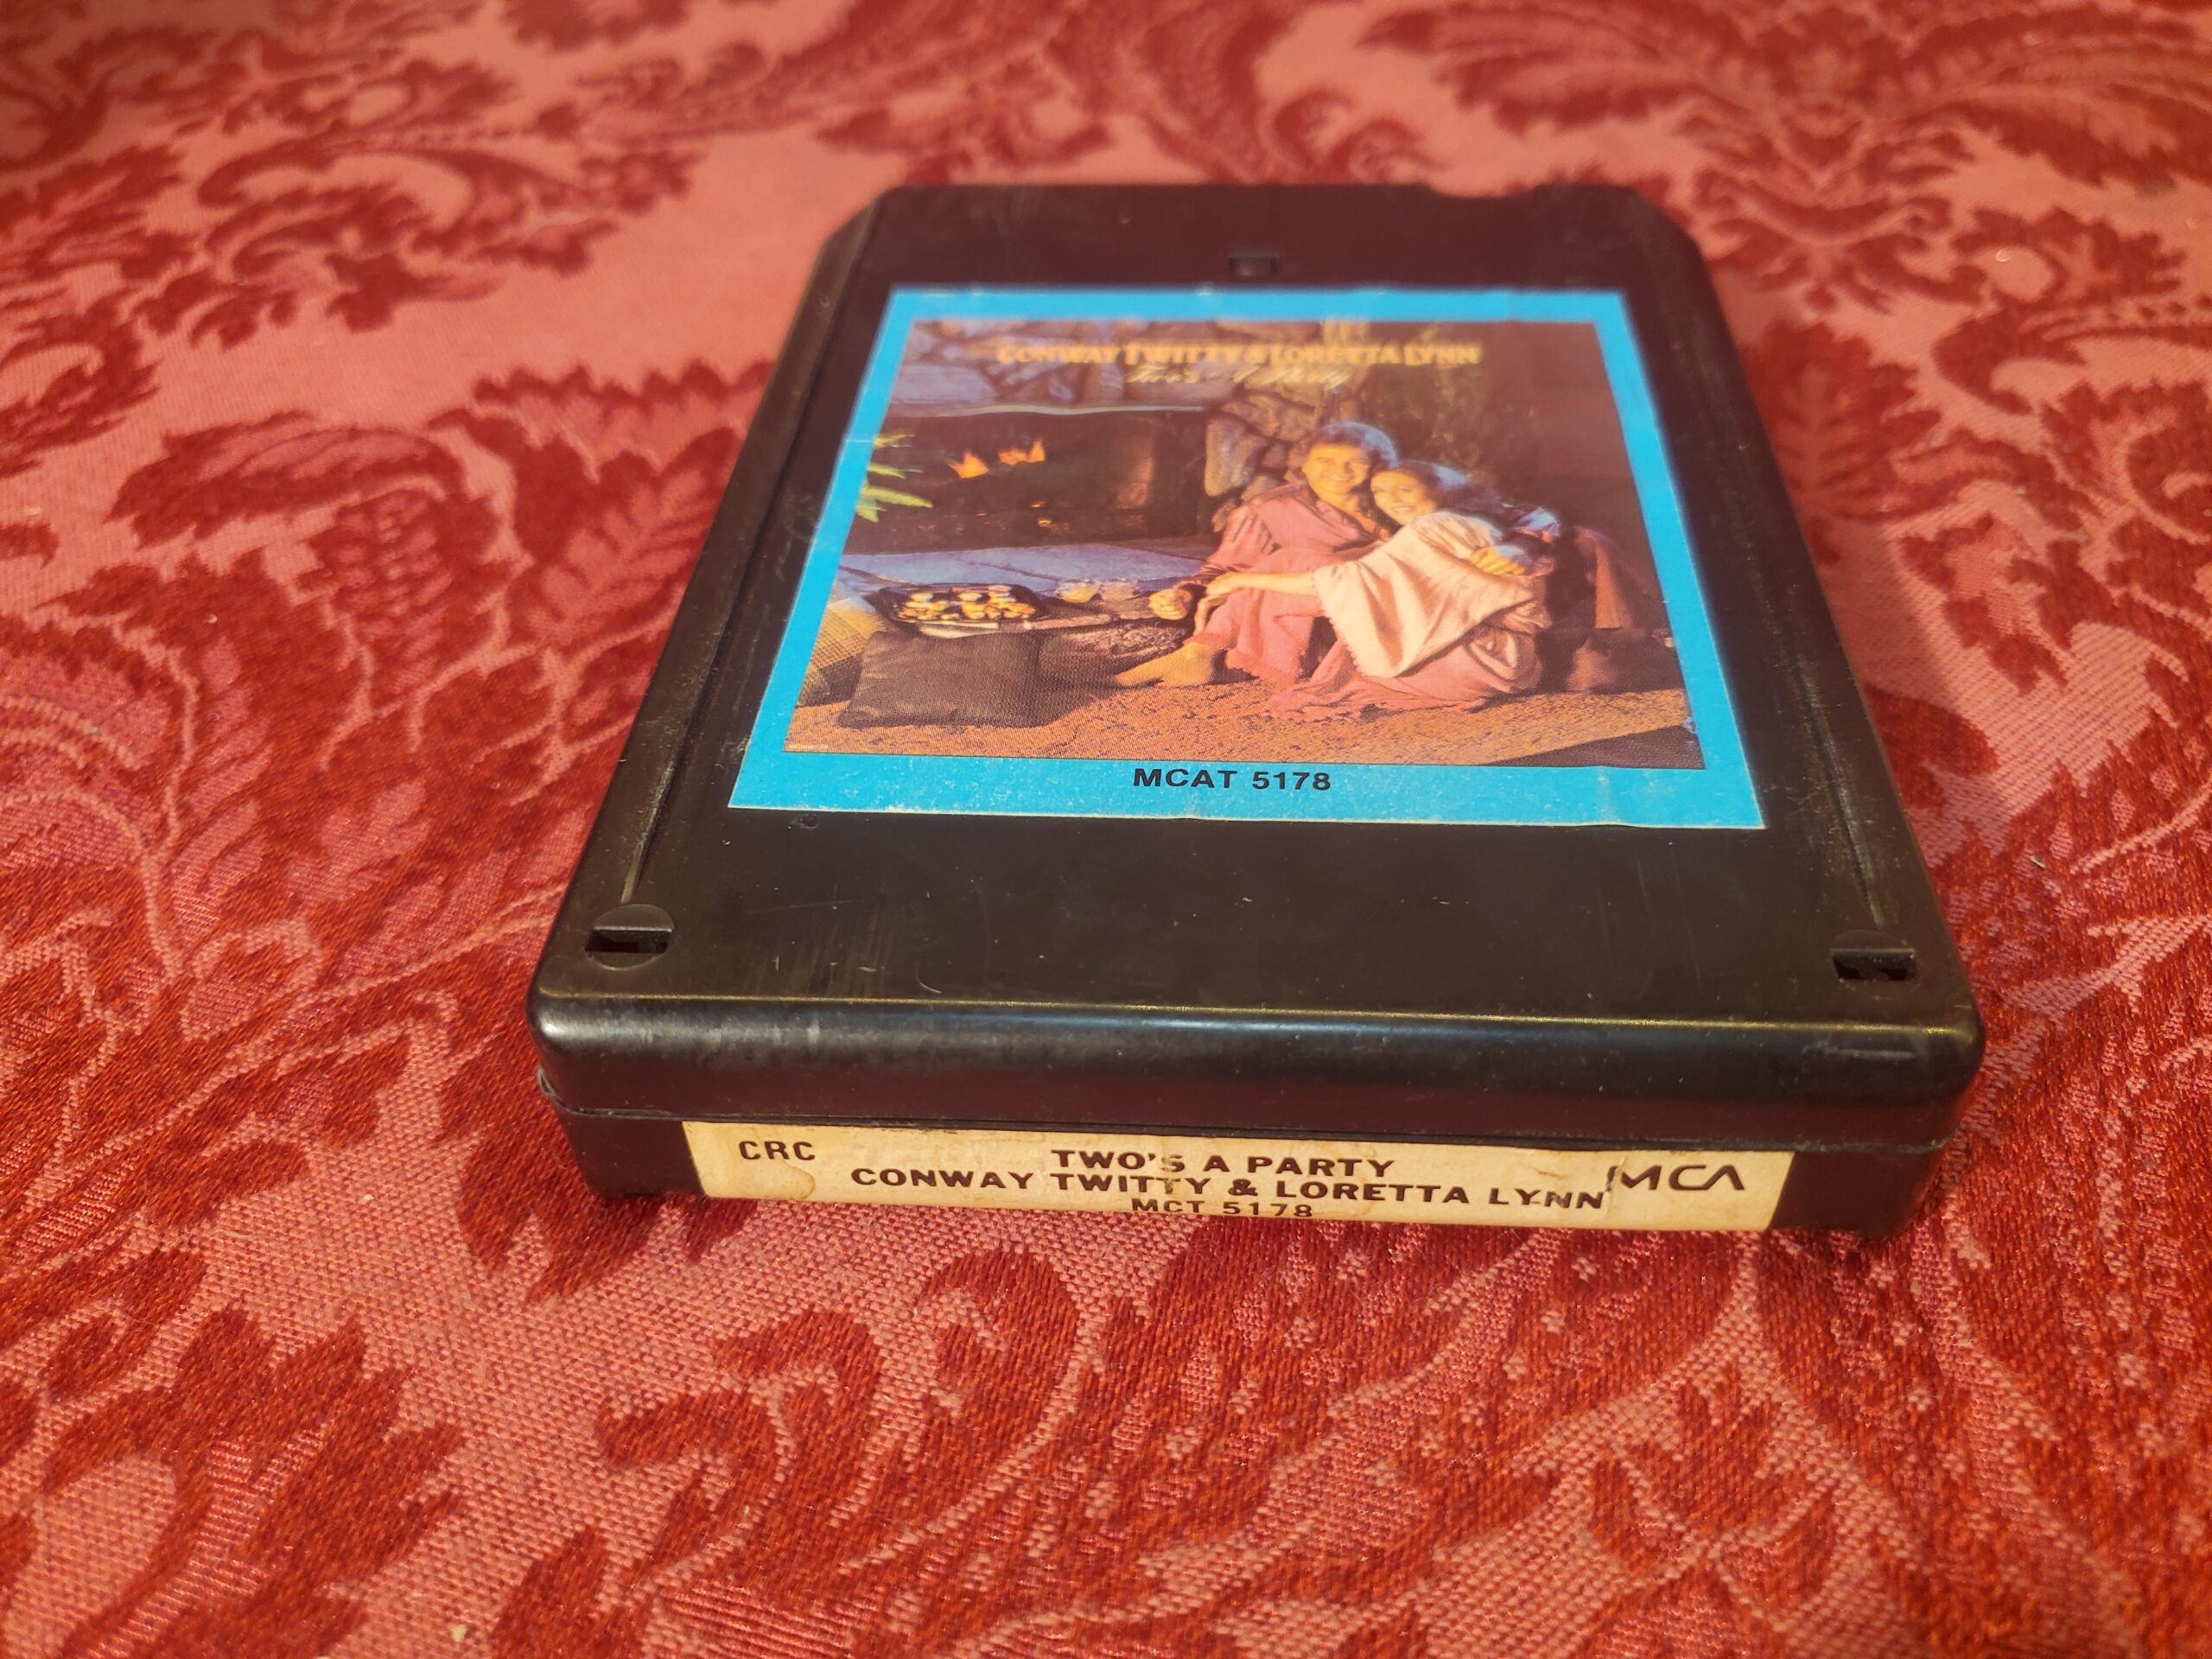 CONWAY TWITTY & LORETTA LYNN
Two's A Party
MCAT 5178
CRC
TWO'S A PARTY
CONWAY TWITTY & LORETTA LYNN
MCT 5178
MCA